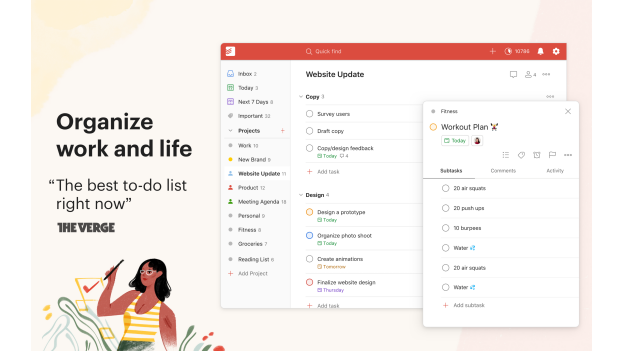 Organize
work and life
“The best to-do list
right now”
THE VERGE
Quick find
10766
Inbox 2
Today 3
Next 7 Days 8
Important 33
Projects
Work 10
New Brand 9
Website Update 11
Product 12
Meeting Agenda 18
Personal 9
Fitness 8
Groceries 7
Reading List 6
Add Project
Website Update
4
Copy 3
Survey users
Draft copy
Copy/design feedback
Today 4
Add task
Design 4
Design a prototype
Today
Organize photo shoot
Today
Create animations
Tomorrow
Finalize website design
Thursday
Add task
Fitness
Workout Plan 🏋
Today
Subtasks Comments Activity
20 air squats
20 push ups
10 burpees
Water 💦
20 air squats
Water 💦
Add subtask